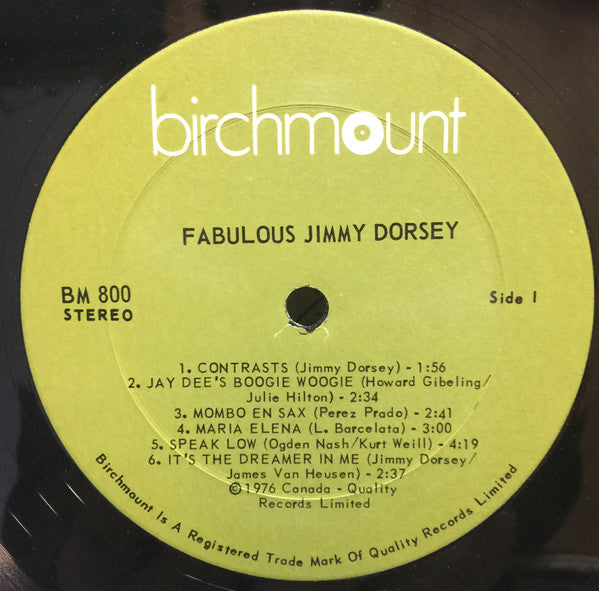 birchmount
FABULOUS JIMMY DORSEY
BM 800
STEREO
Side 1
1. CONTRASTS (Jimmy Dorsey) - 1:56
2. JAY DEE'S BOOGIE WOOGIE (Howard Gibeling/
Julie Hilton) - 2:34
3. MOMBO EN SAX (Perez Prado) - 2:41
4. MARIA ELENA (L. Barcelata) - 3:00
5. SPEAK LOW (Ogden Nash/Kurt Weill) - 4:19
6. IT'S THE DREAMER IN ME (Jimmy Dorsey/
James Van Heusen) - 2:37
©1976 Canada - Quality
Records Limited
Birchmount Is A Registered Trade Mark Of Quality Records Limited